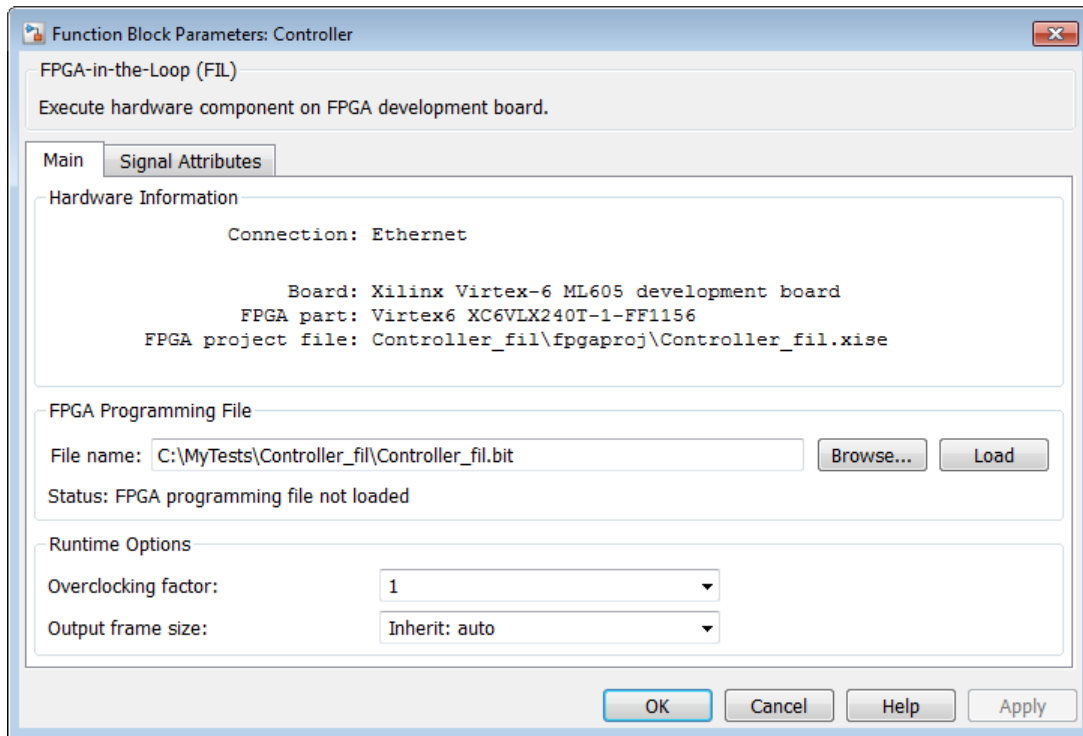 Function Block Parameters: Controller
FPGA-in-the-Loop (FIL)
Execute hardware component on FPGA development board.
Main Signal Attributes
Hardware Information
Connection: Ethernet
Board: Xilinx Virtex-6 ML605 development board
FPGA part: Virtex6 XC6VLX240T-1-FF1156
FPGA project file: Controller_fil\fpgaproj\Controller_fil.xise
FPGA Programming File
File name: C:\MyTests\Controller_fil\Controller_fil.bit Browse... Load
Status: FPGA programming file not loaded
Runtime Options
Overclocking factor: 1
Output frame size: Inherit: auto
OK Cancel Help Apply